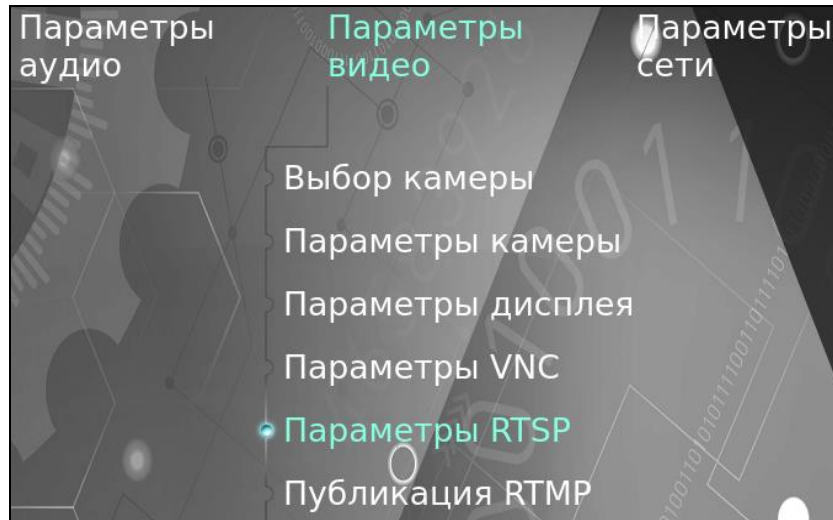 Параметры аудио
Параметры видео
Параметры сети
Выбор камеры
Параметры камеры
Параметры дисплея
Параметры VNC
Параметры RTSP
Публикация RTMP